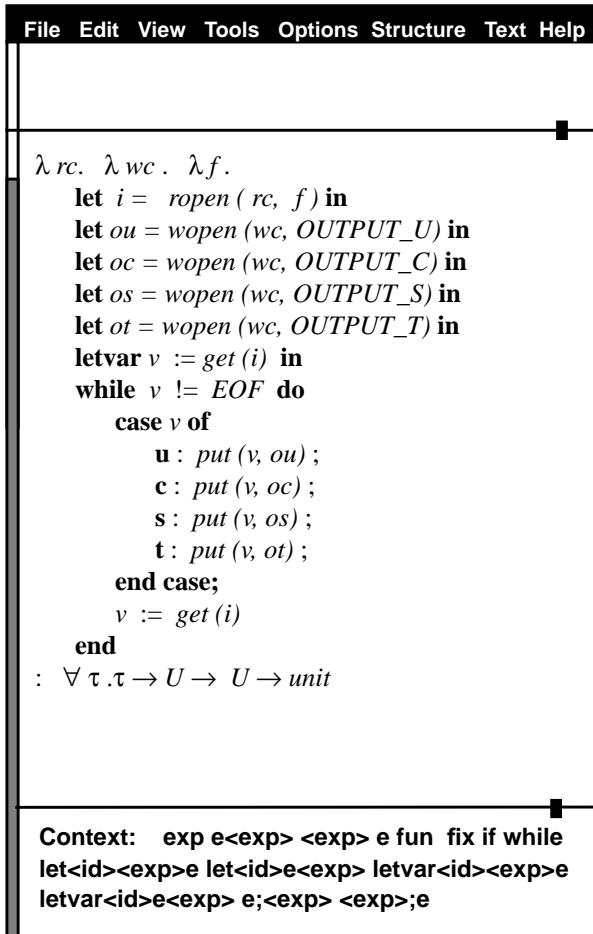 File Edit View Tools Options Structure Text Help
λ rc. λ wc . λ f .
let i = ropen ( rc, f ) in
let ou = wopen (wc, OUTPUT_U) in
let oc = wopen (wc, OUTPUT_C) in
let os = wopen (wc, OUTPUT_S) in
let ot = wopen (wc, OUTPUT_T) in
letvar v := get (i) in
while v != EOF do
case v of
u : put (v, ou) ;
c : put (v, oc) ;
s : put (v, os) ;
t : put (v, ot) ;
end case;
v := get (i)
end
: ∀ τ .τ → U → U → unit
Context: exp e<exp> <exp> e fun fix if while
let<id><exp>e let<id>e<exp> letvar<id><exp>e
letvar<id>e<exp> e;<exp> <exp>;e